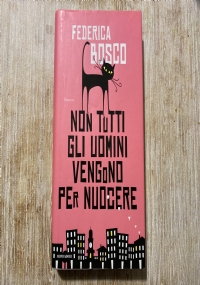 FEDERICA
BOSCO
NON TUTTI
GLI UOMINI
VENGONO
PER NUOCERE